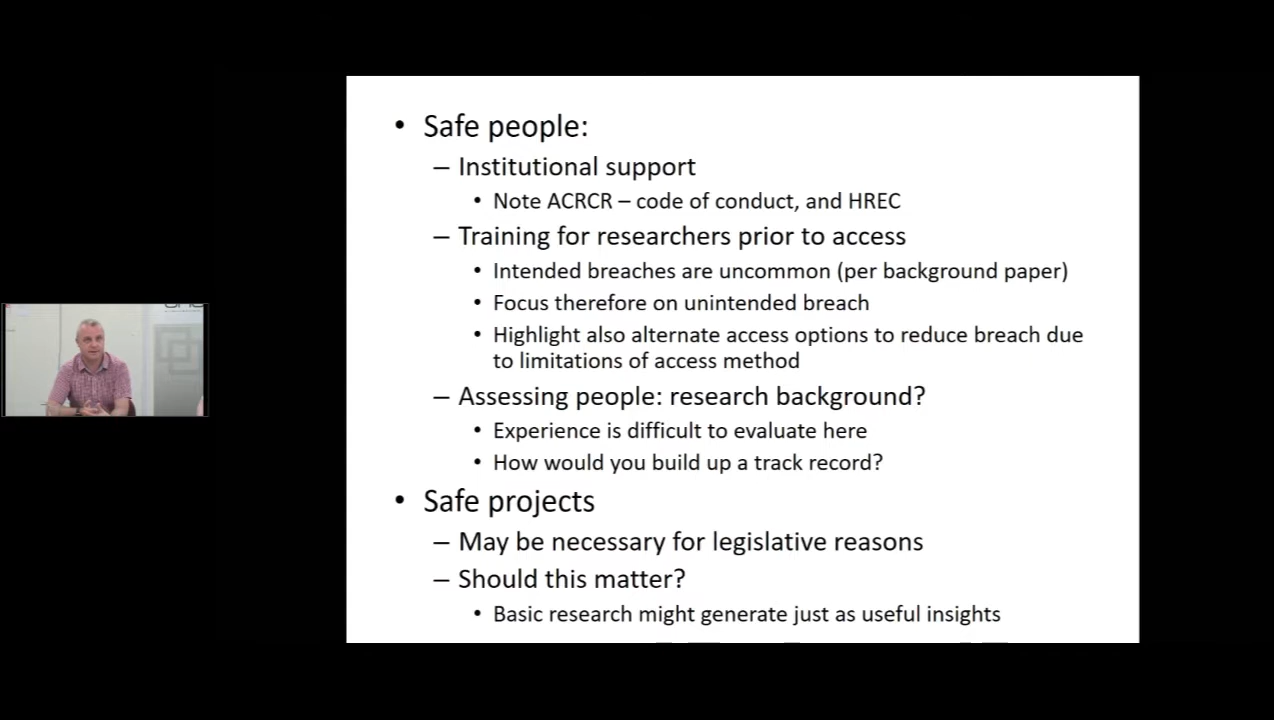 • Safe people:
– Institutional support
• Note ACRCR – code of conduct, and HREC
– Training for researchers prior to access
• Intended breaches are uncommon (per background paper)
• Focus therefore on unintended breach
• Highlight also alternate access options to reduce breach due
to limitations of access method
– Assessing people: research background?
• Experience is difficult to evaluate here
• How would you build up a track record?
• Safe projects
– May be necessary for legislative reasons
– Should this matter?
• Basic research might generate just as useful insights